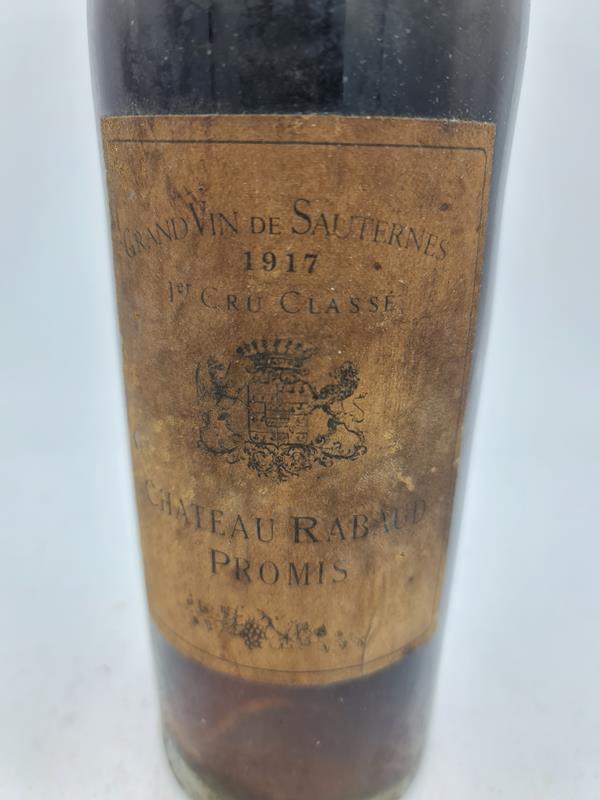 GRAND VIN DE SAUTERNES
1917
1er CRU CLASSÉ
CHATEAU RABAUD
PROMIS